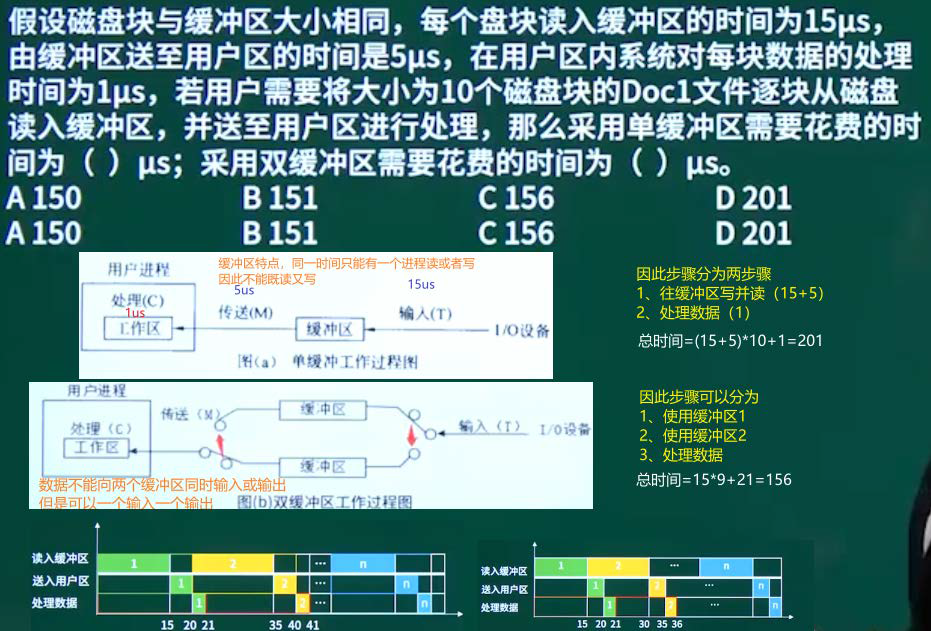 假设磁盘块与缓冲区大小相同，每个盘块读入缓冲区的时间为15μs，
由缓冲区送至用户区的时间是5μs，在用户区内系统对每块数据的处理
时间为1μs，若用户需要将大小为10个磁盘块的Doc1文件逐块从磁盘
读入缓冲区，并送至用户区进行处理，那么采用单缓冲区需要花费的时
间为（ ）μs；采用双缓冲区需要花费的时间为（ ）μs。
A 150 B 151 C 156 D 201
A 150 B 151 C 156 D 201
用户进程
处理(C)
1us
工作区
缓冲区特点，同一时间只能有一个进程读或者写
因此不能既读又写
5us
传送(M)
缓冲区
15us
输入(T)
I/O设备
图(a) 单缓冲工作过程图
因此步骤分为两步骤
1、往缓冲区写并读（15+5）
2、处理数据（1）
总时间=(15+5)*10+1=201
用户进程
处理（C）
工作区
传送（M）
缓冲区
缓冲区
输入（T） I/O设备
数据不能向两个缓冲区同时输入或输出
但是可以一个输入一个输出
图(b)双缓冲区工作过程图
因此步骤可以分为
1、使用缓冲区1
2、使用缓冲区2
3、处理数据
总时间=15*9+21=156
读入缓冲区 1 2 ... n
送入用户区 1 2 n
处理数据 1 2 ... n
15 20 21 35 40 41
读入缓冲区 1 2 ... n
送入用户区 1 2 ... n
处理数据 1 2 ... n
15 20 21 30 35 36